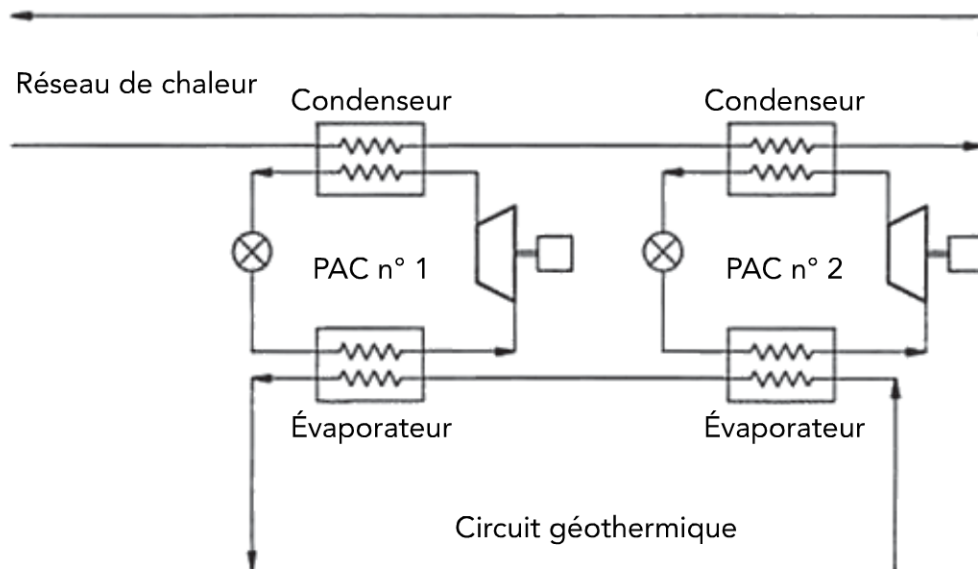 Réseau de chaleur
Condenseur
Condenseur
PAC n° 1
PAC n° 2
Évaporateur
Évaporateur
Circuit géothermique